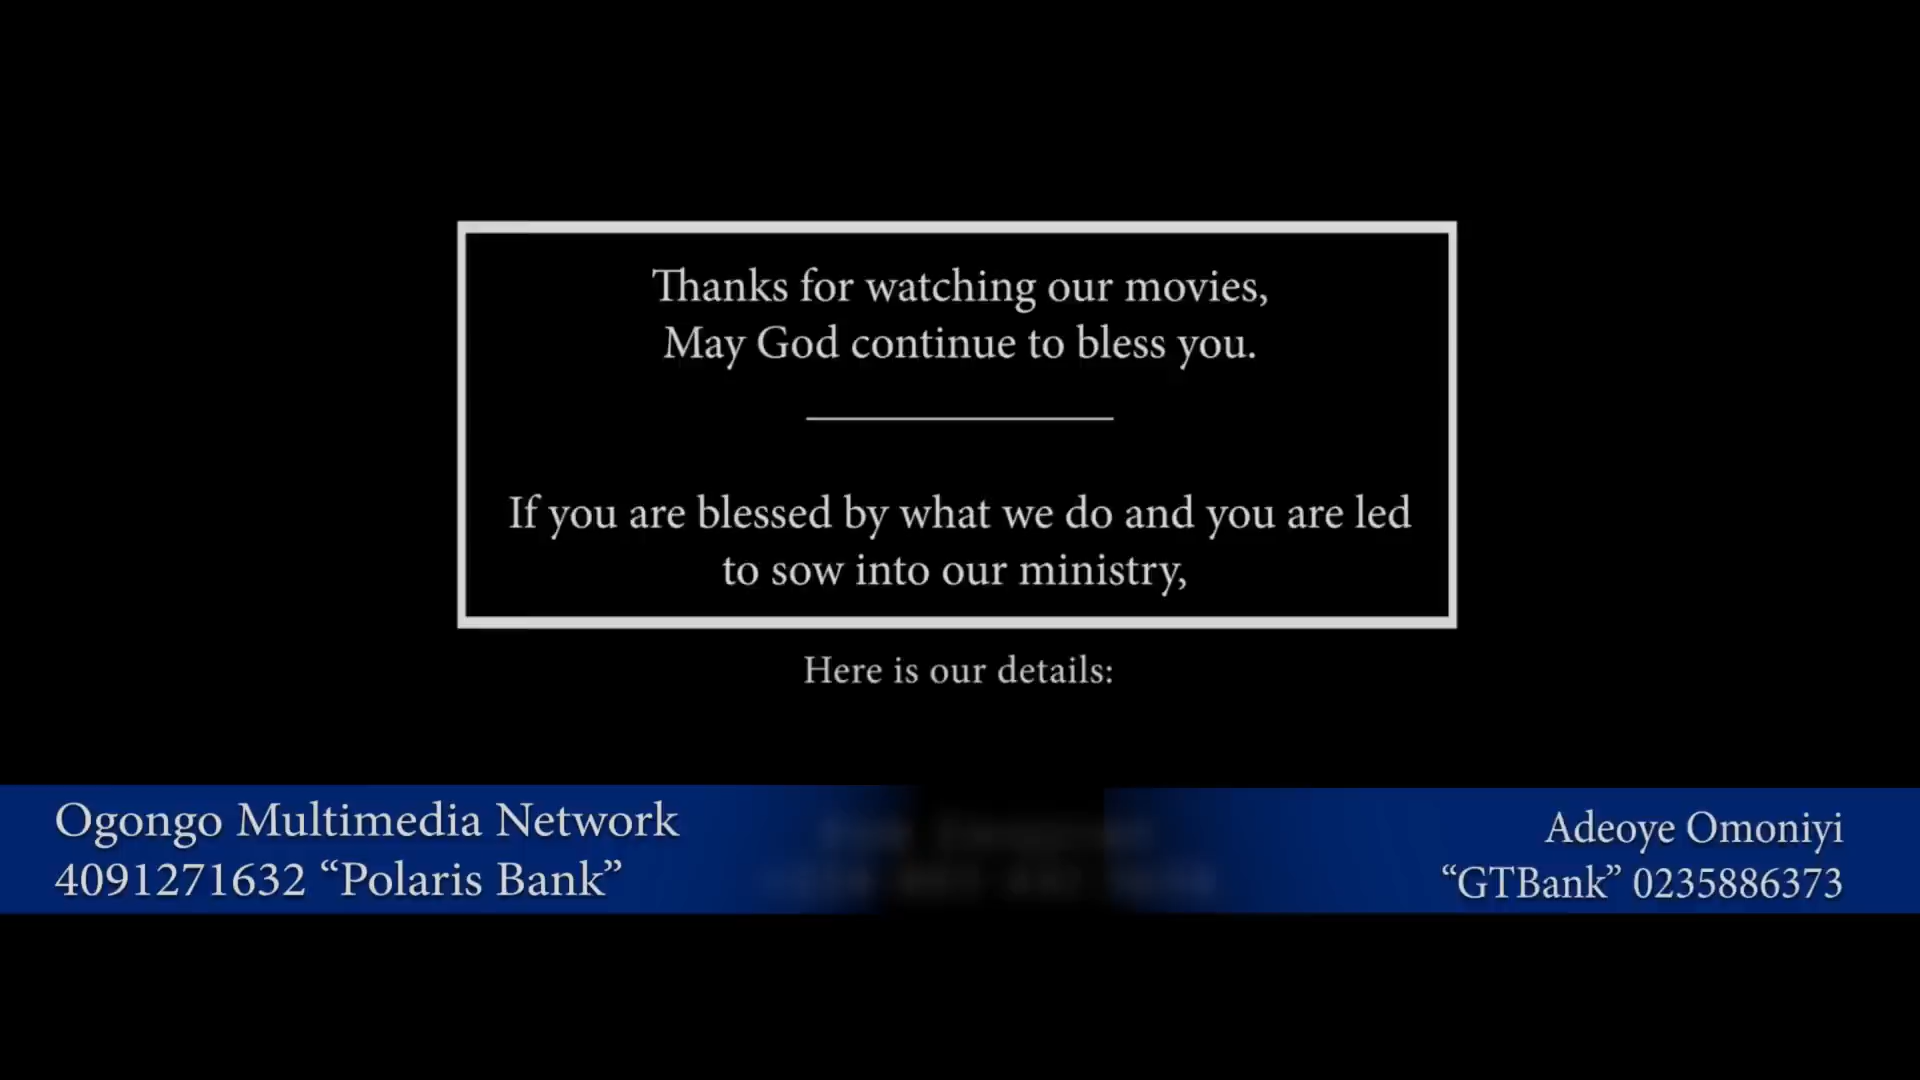 Thanks for watching our movies,
May God continue to bless you.
If you are blessed by what we do and you are led
to sow into our ministry,
Here is our details:
Ogongo Multimedia Network
4091271632 “Polaris Bank”
Adeoye Omoniyi
“GTBank” 0235886373